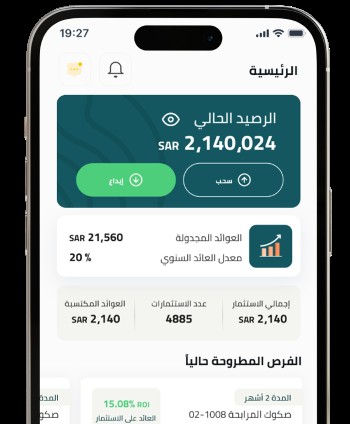 19:27
الرئيسية
الرصيد الحالي
2,140,024 SAR
سحب
إيداع
العوائد المجدولة
21,560 SAR
معدل العائد السنوي
20 %
إجمالي الاستثمار
2,140 SAR
عدد الاستثمارات
4885
العوائد المكتسبة
2,140 SAR
الفرص المطروحة حالياً
المدة 2 أشهر
صكوك المرابحة 1008-02
15.08% ROI
العائد على الاستثمار
المدة
صكو